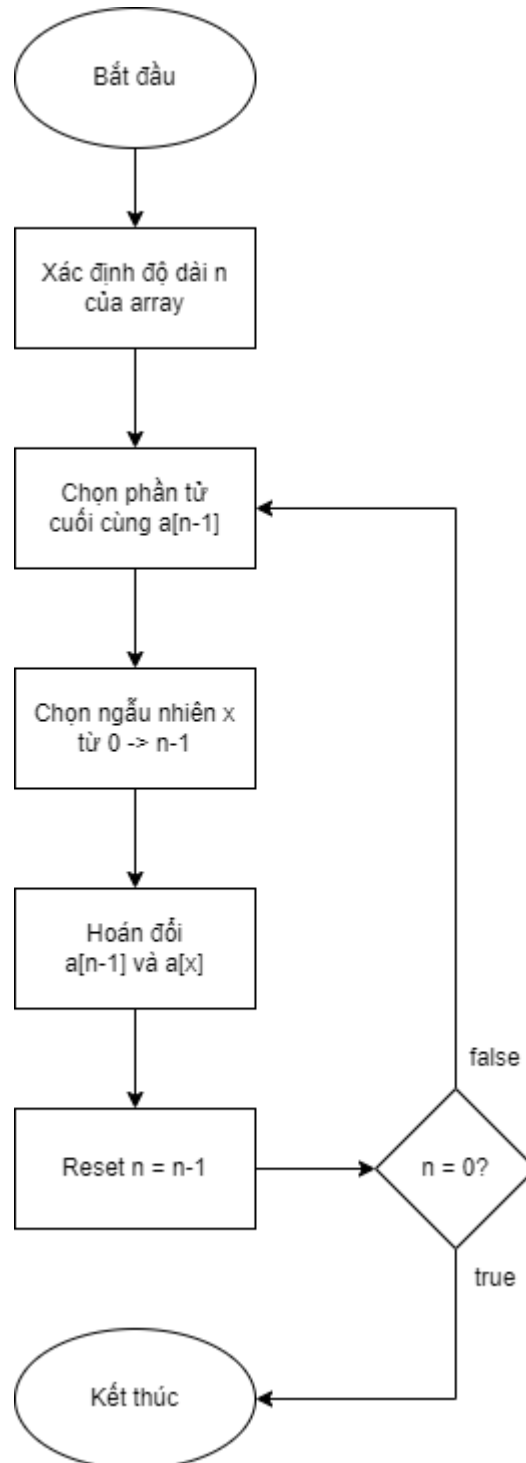 Bắt đầu
Xác định độ dài n
của array
Chọn phần tử
cuối cùng a[n-1]
Chọn ngẫu nhiên x
từ 0 -> n-1
Hoán đổi
a[n-1] và a[x]
Reset n = n-1
n = 0?
false
true
Kết thúc